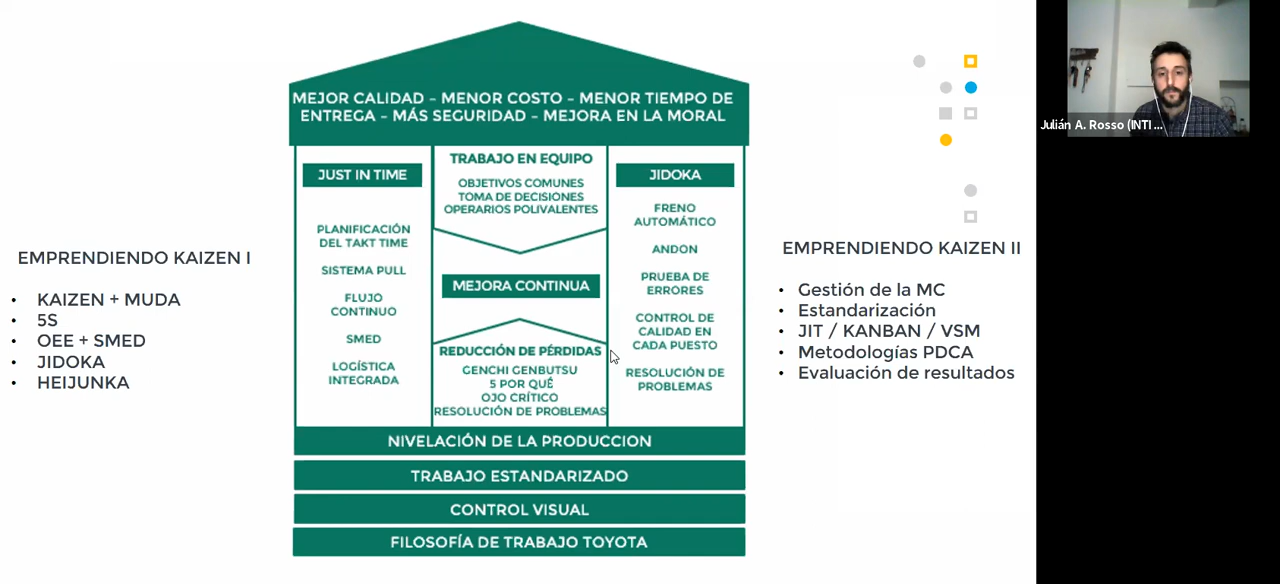 MEJOR CALIDAD – MENOR COSTO – MENOR TIEMPO DE
ENTREGA – MÁS SEGURIDAD – MEJORA EN LA MORAL
JUST IN TIME
PLANIFICACIÓN
DEL TAKT TIME
SISTEMA PULL
FLUJO
CONTINUO
SMED
LOGÍSTICA
INTEGRADA
TRABAJO EN EQUIPO
OBJETIVOS COMUNES
TOMA DE DECISIONES
OPERARIOS POLIVALENTES
MEJORA CONTINUA
REDUCCIÓN DE PÉRDIDAS
GENCHI GENBUTSU
5 POR QUÉ
OJO CRÍTICO
RESOLUCIÓN DE PROBLEMAS
JIDOKA
FRENO
AUTOMÁTICO
ANDON
PRUEBA DE
ERRORES
CONTROL DE
CALIDAD EN
CADA PUESTO
RESOLUCIÓN DE
PROBLEMAS
NIVELACIÓN DE LA PRODUCCION
TRABAJO ESTANDARIZADO
CONTROL VISUAL
FILOSOFÍA DE TRABAJO TOYOTA
EMPRENDIENDO KAIZEN I
• KAIZEN + MUDA
• 5S
• OEE + SMED
• JIDOKA
• HEIJUNKA
EMPRENDIENDO KAIZEN II
• Gestión de la MC
• Estandarización
• JIT / KANBAN / VSM
• Metodologías PDCA
• Evaluación de resultados
Julián A. Rosso (INTI ...